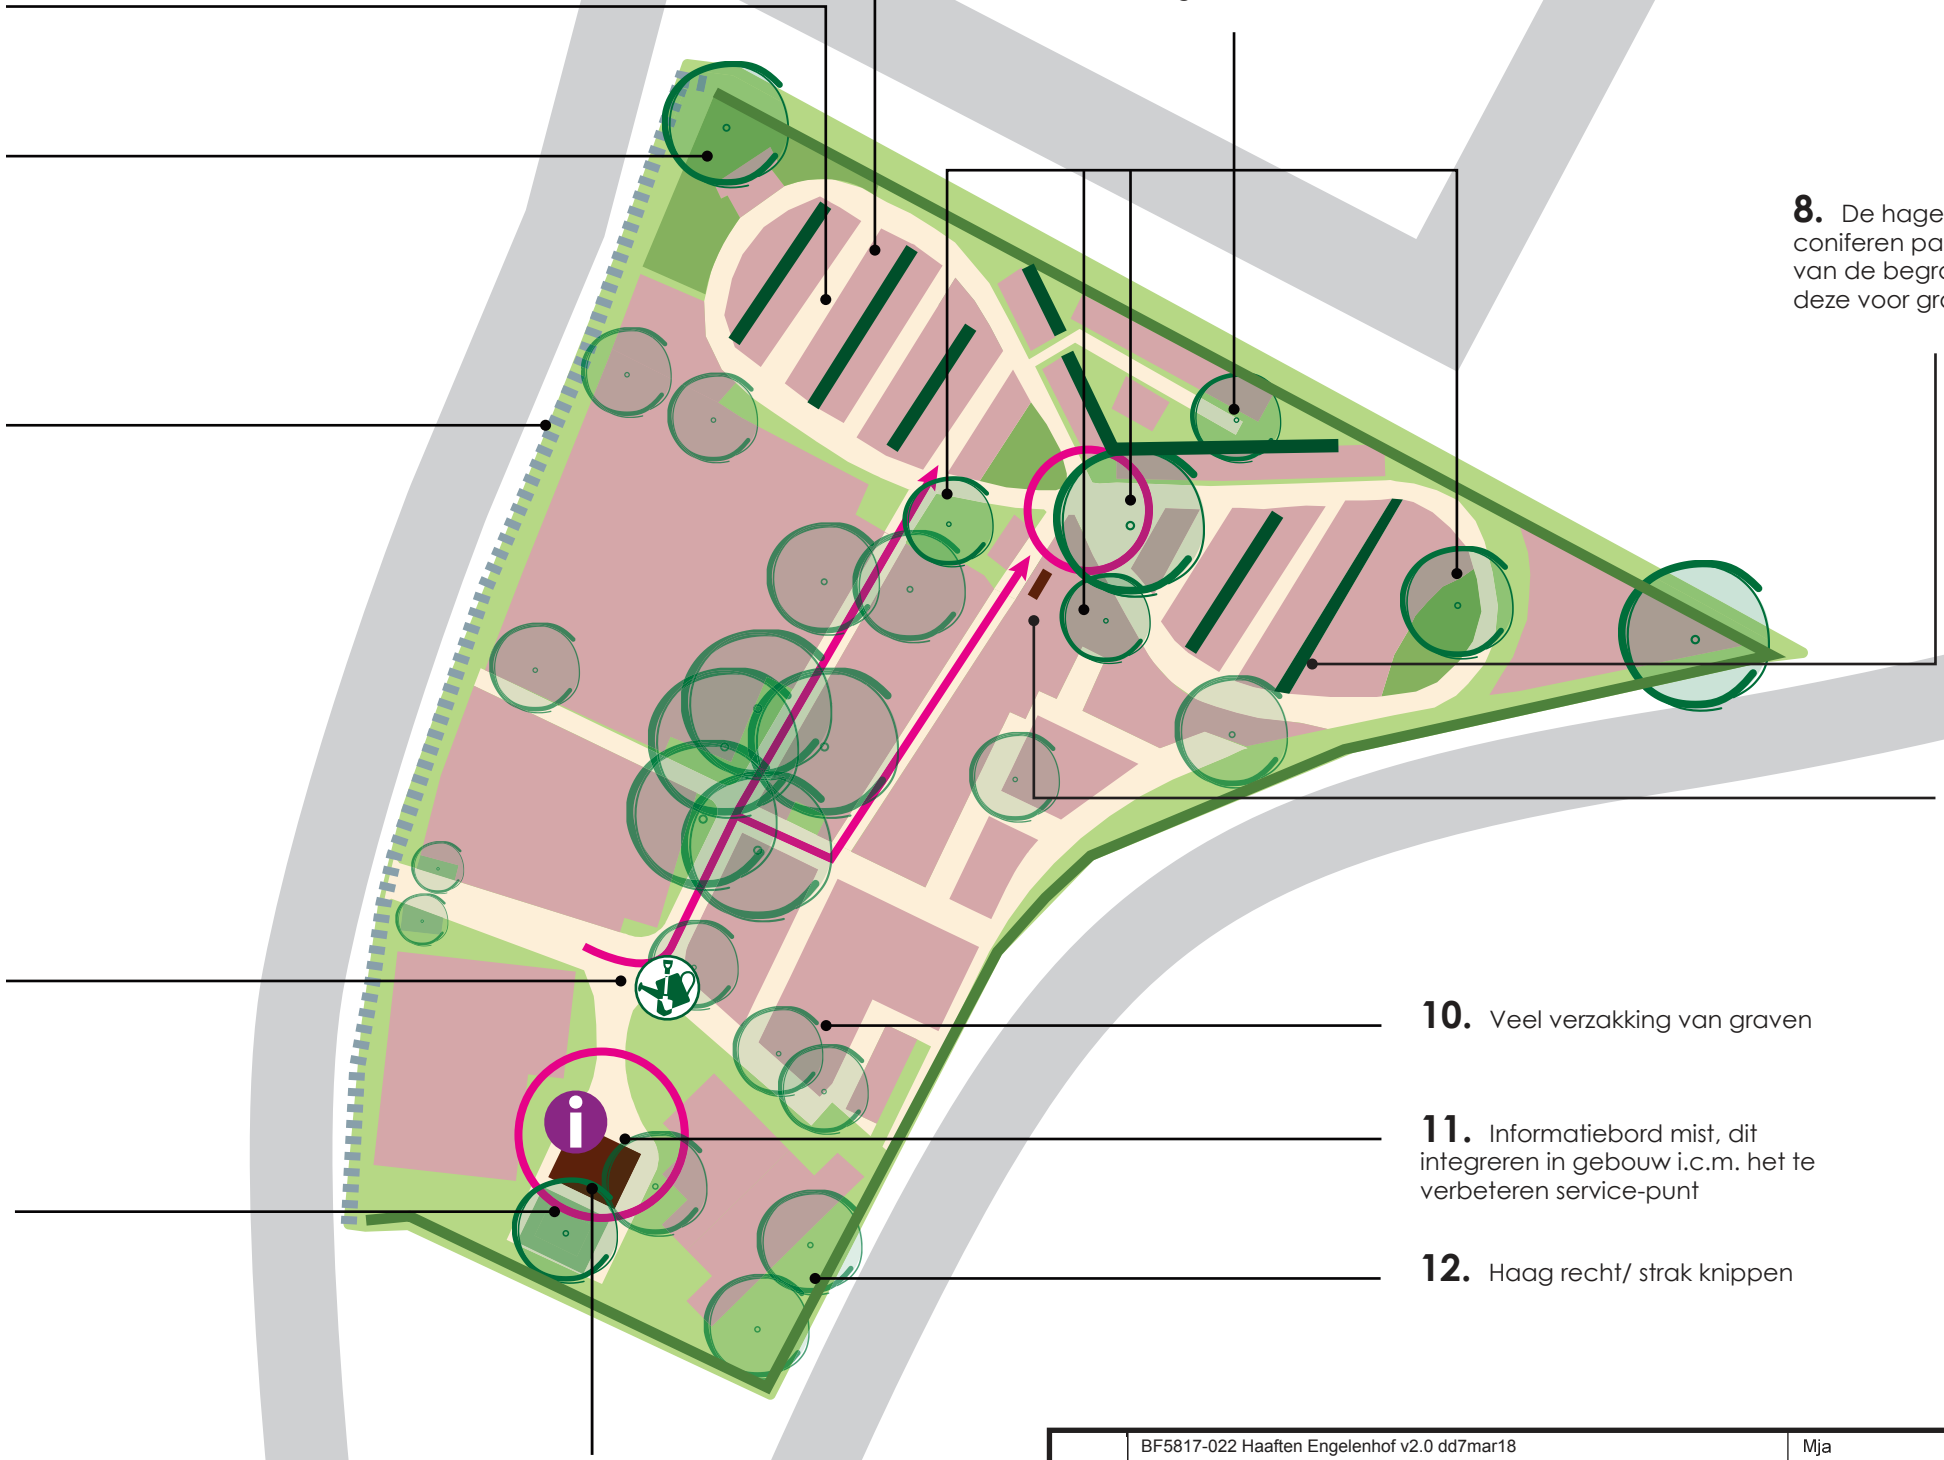 8. De hage
coniferen pa
van de begra
deze voor gra
10. Veel verzakking van graven
11. Informatiebord mist, dit
integreren in gebouw i.c.m. het te
verbeteren service-punt
12. Haag recht/ strak knippen
BF5817-022 Haaften Engelenhof v2.0 dd7mar18
Mja